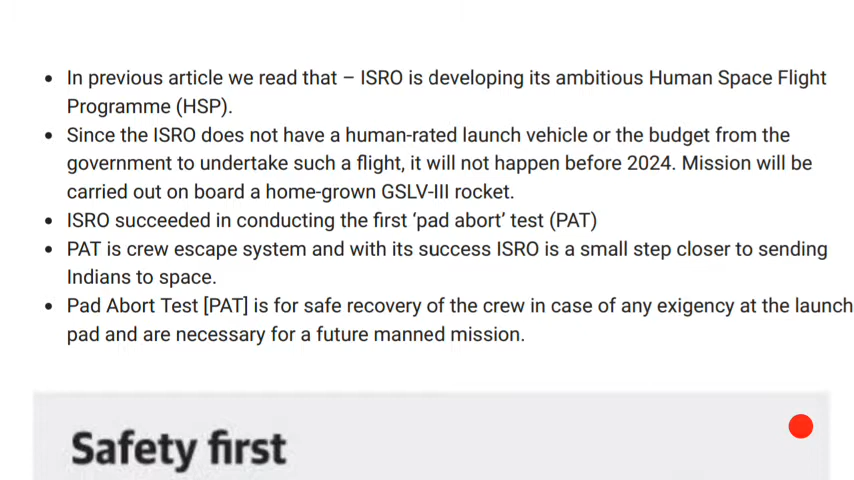 • In previous article we read that – ISRO is developing its ambitious Human Space Flight
Programme (HSP).
• Since the ISRO does not have a human-rated launch vehicle or the budget from the
government to undertake such a flight, it will not happen before 2024. Mission will be
carried out on board a home-grown GSLV-III rocket.
• ISRO succeeded in conducting the first ‘pad abort’ test (PAT)
• PAT is crew escape system and with its success ISRO is a small step closer to sending
Indians to space.
• Pad Abort Test [PAT] is for safe recovery of the crew in case of any exigency at the launch
pad and are necessary for a future manned mission.
Safety first